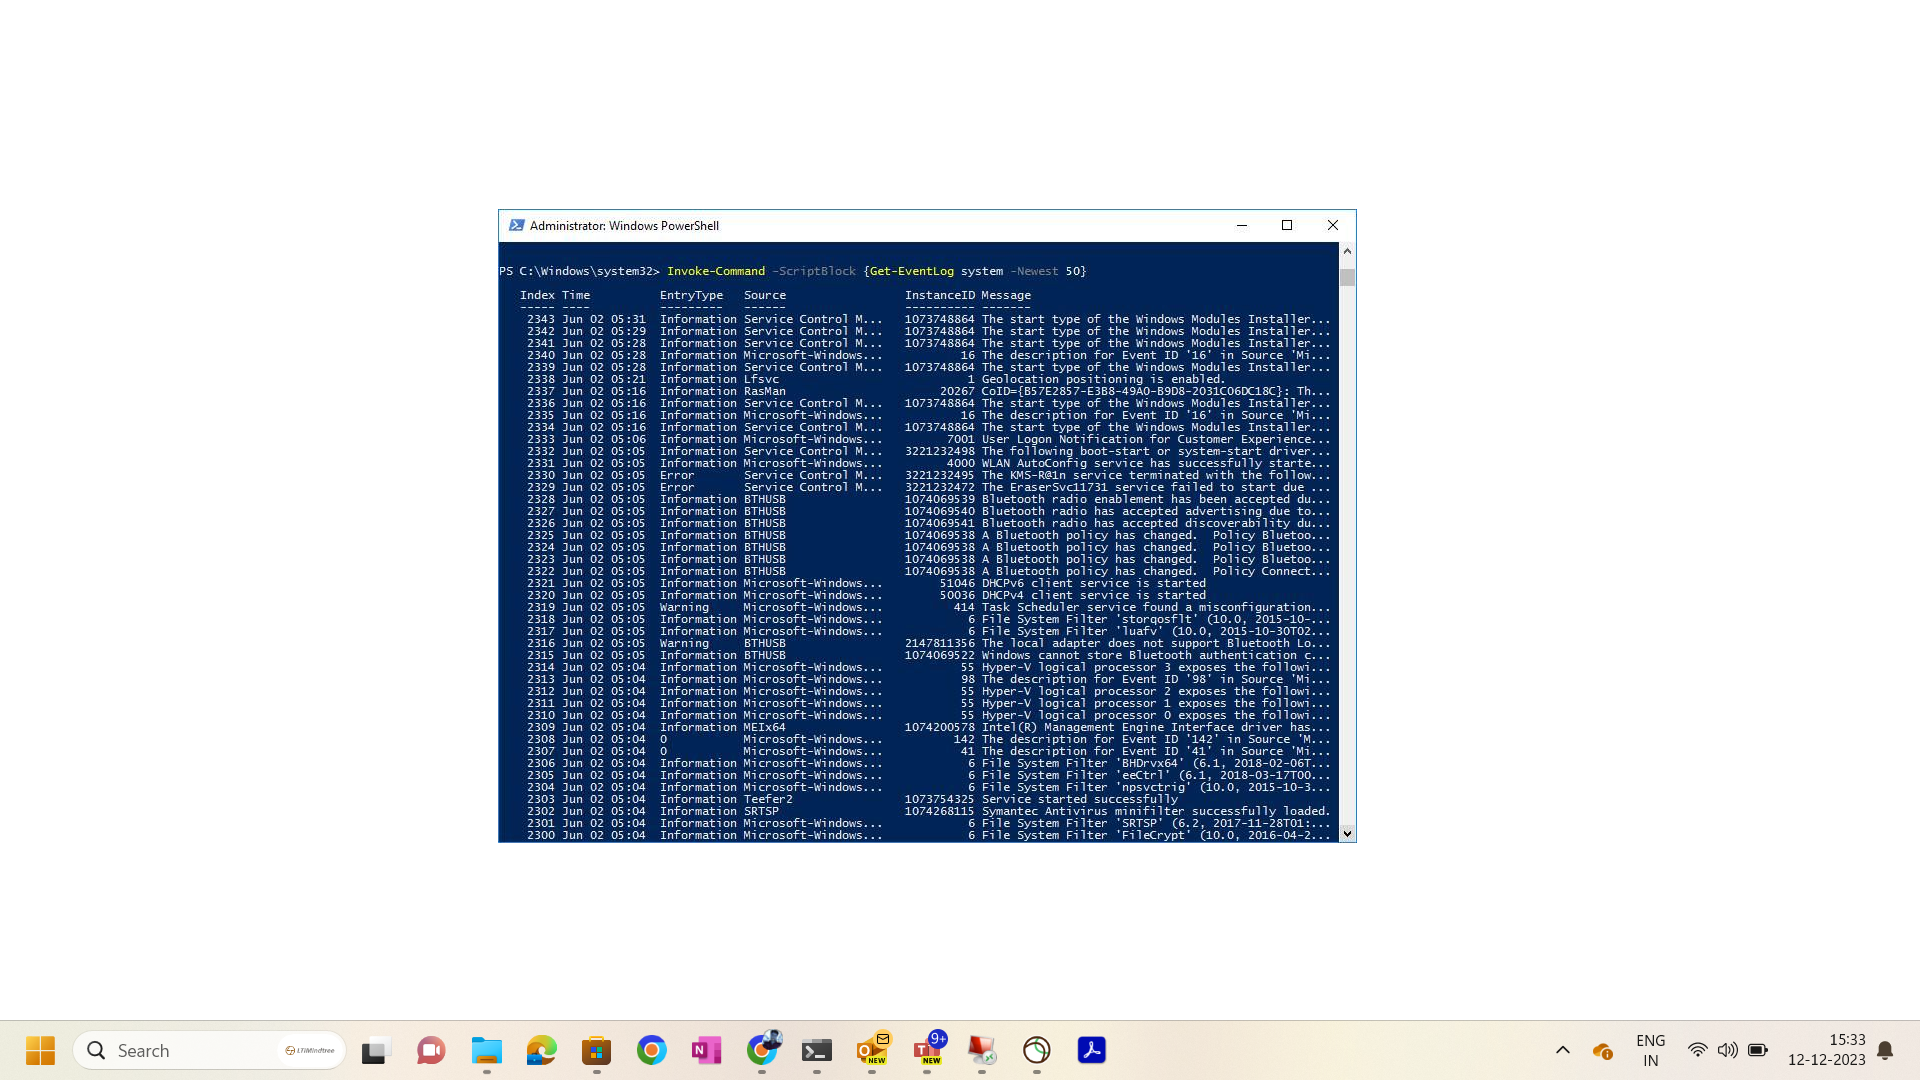 Administrator: Windows PowerShell
PS C:\Windows\system32> Invoke-Command -ScriptBlock {Get-EventLog system -Newest 50}
Index Time EntryType Source InstanceID Message
----- ---- --------- ------ ---------- -------
2343 Jun 02 05:31 Information Service Control M... 1073748864 The start type of the Windows Modules Installer...
2342 Jun 02 05:29 Information Service Control M... 1073748864 The start type of the Windows Modules Installer...
2341 Jun 02 05:28 Information Service Control M... 1073748864 The start type of the Windows Modules Installer...
2340 Jun 02 05:28 Information Microsoft-Windows... 16 The description for Event ID '16' in Source 'Mi...
2339 Jun 02 05:28 Information Service Control M... 1073748864 The start type of the Windows Modules Installer...
2338 Jun 02 05:21 Information Lfsvc 1 Geolocation positioning is enabled.
2337 Jun 02 05:16 Information RasMan 20267 CoID={B57E2857-E3B8-49A0-B9D8-2031C06DC18C}: Th...
2336 Jun 02 05:16 Information Service Control M... 1073748864 The start type of the Windows Modules Installer...
2335 Jun 02 05:16 Information Microsoft-Windows... 16 The description for Event ID '16' in Source 'Mi...
2334 Jun 02 05:16 Information Service Control M... 1073748864 The start type of the Windows Modules Installer...
2333 Jun 02 05:06 Information Microsoft-Windows... 7001 User Logon Notification for Customer Experience...
2332 Jun 02 05:05 Information Service Control M... 3221232498 The following boot-start or system-start driver...
2331 Jun 02 05:05 Information Microsoft-Windows... 4000 WLAN AutoConfig service has successfully starte...
2330 Jun 02 05:05 Error Service Control M... 3221232495 The KMS-R@1n service terminated with the follow...
2329 Jun 02 05:05 Error Service Control M... 3221232472 The EraserSvc11731 service failed to start due ...
2328 Jun 02 05:05 Information BTHUSB 1074069539 Bluetooth radio enablement has been accepted du...
2327 Jun 02 05:05 Information BTHUSB 1074069540 Bluetooth radio has accepted advertising due to...
2326 Jun 02 05:05 Information BTHUSB 1074069541 Bluetooth radio has accepted discoverability du...
2325 Jun 02 05:05 Information BTHUSB 1074069538 A Bluetooth policy has changed. Policy Bluetoo...
2324 Jun 02 05:05 Information BTHUSB 1074069538 A Bluetooth policy has changed. Policy Bluetoo...
2323 Jun 02 05:05 Information BTHUSB 1074069538 A Bluetooth policy has changed. Policy Bluetoo...
2322 Jun 02 05:05 Information BTHUSB 1074069538 A Bluetooth policy has changed. Policy Connect...
2321 Jun 02 05:05 Information Microsoft-Windows... 51046 DHCPv6 client service is started
2320 Jun 02 05:05 Information Microsoft-Windows... 50036 DHCPv4 client service is started
2319 Jun 02 05:05 Warning Microsoft-Windows... 414 Task Scheduler service found a misconfiguration...
2318 Jun 02 05:05 Information Microsoft-Windows... 6 File System Filter 'storqosflt' (10.0, 2015-10-...
2317 Jun 02 05:05 Information Microsoft-Windows... 6 File System Filter 'luafv' (10.0, 2015-10-30T02...
2316 Jun 02 05:05 Warning BTHUSB 2147811356 The local adapter does not support Bluetooth Lo...
2315 Jun 02 05:05 Information BTHUSB 1074069522 Windows cannot store Bluetooth authentication c...
2314 Jun 02 05:04 Information Microsoft-Windows... 55 Hyper-V logical processor 3 exposes the followi...
2313 Jun 02 05:04 Information Microsoft-Windows... 98 The description for Event ID '98' in Source 'Mi...
2312 Jun 02 05:04 Information Microsoft-Windows... 55 Hyper-V logical processor 2 exposes the followi...
2311 Jun 02 05:04 Information Microsoft-Windows... 55 Hyper-V logical processor 1 exposes the followi...
2310 Jun 02 05:04 Information Microsoft-Windows... 55 Hyper-V logical processor 0 exposes the followi...
2309 Jun 02 05:04 Information MEIx64 1074200578 Intel(R) Management Engine Interface driver has...
2308 Jun 02 05:04 0 Microsoft-Windows... 142 The description for Event ID '142' in Source 'M...
2307 Jun 02 05:04 0 Microsoft-Windows... 41 The description for Event ID '41' in Source 'Mi...
2306 Jun 02 05:04 Information Microsoft-Windows... 6 File System Filter 'BHDrvx64' (6.1, 2018-02-06T...
2305 Jun 02 05:04 Information Microsoft-Windows... 6 File System Filter 'eeCtrl' (6.1, 2018-03-17T00...
2304 Jun 02 05:04 Information Microsoft-Windows... 6 File System Filter 'npsvctrig' (10.0, 2015-10-3...
2303 Jun 02 05:04 Information Teefer2 1073754325 Service started successfully
2302 Jun 02 05:04 Information SRTSP 1074268115 Symantec Antivirus minifilter successfully loaded.
2301 Jun 02 05:04 Information Microsoft-Windows... 6 File System Filter 'SRTSP' (6.2, 2017-11-28T01:...
2300 Jun 02 05:04 Information Microsoft-Windows... 6 File System Filter 'FileCrypt' (10.0, 2016-04-2...
Search LTIMindtree
N
O NEW
T 9+ NEW
ENG
IN
15:33
12-12-2023